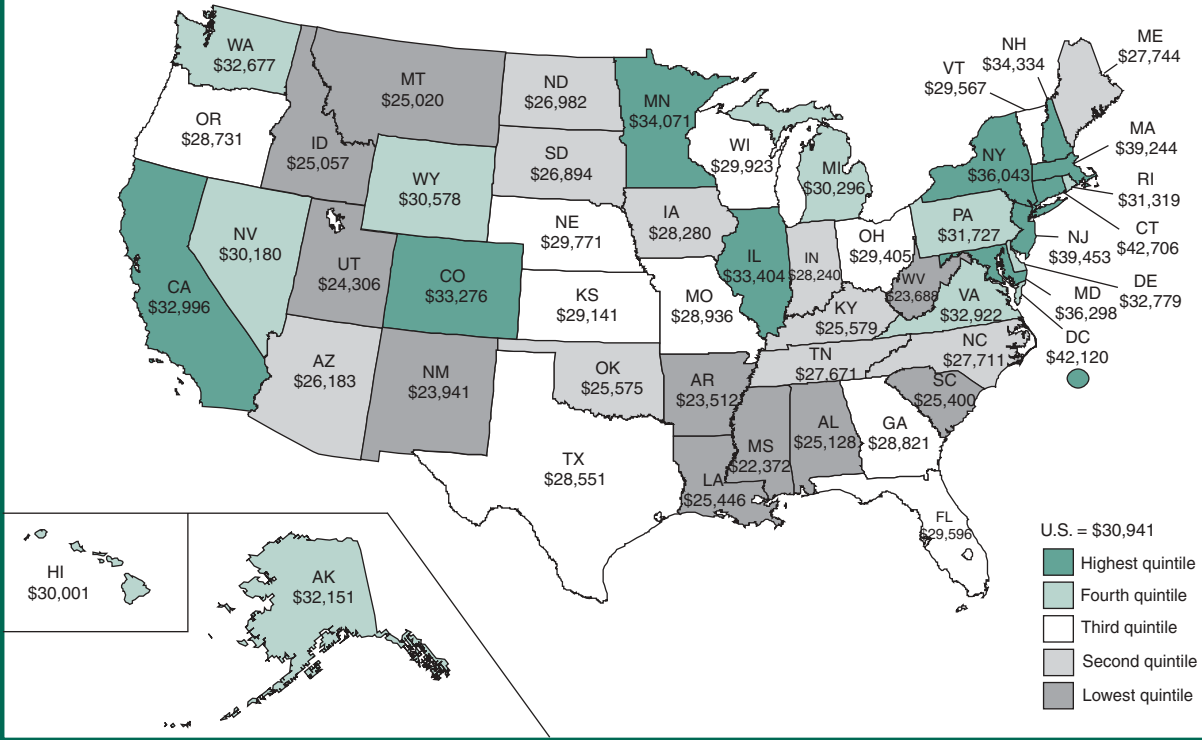 WA
$32,677
OR
$28,731
CA
$32,996
NV
$30,180
ID
$25,057
MT
$25,020
WY
$30,578
UT
$24,306
CO
$33,276
AZ
$26,183
NM
$23,941
ND
$26,982
SD
$26,894
NE
$29,771
KS
$29,141
OK
$25,575
TX
$28,551
MN
$34,071
IA
$28,280
MO
$28,936
AR
$23,512
LA
$25,446
WI
$29,923
IL
$33,404
MI
$30,296
IN
$28,240
OH
$29,405
KY
$25,579
TN
$27,671
MS
$22,372
AL
$25,128
GA
$28,821
FL
$29,596
SC
$25,400
NC
$27,711
VA
$32,922
WV
$23,688
PA
$31,727
NY
$36,043
VT
$29,567
NH
$34,334
ME
$27,744
MA
$39,244
RI
$31,319
CT
$42,706
NJ
$39,453
DE
$32,779
MD
$36,298
DC
$42,120
HI
$30,001
AK
$32,151
U.S. = $30,941
Highest quintile
Fourth quintile
Third quintile
Second quintile
Lowest quintile